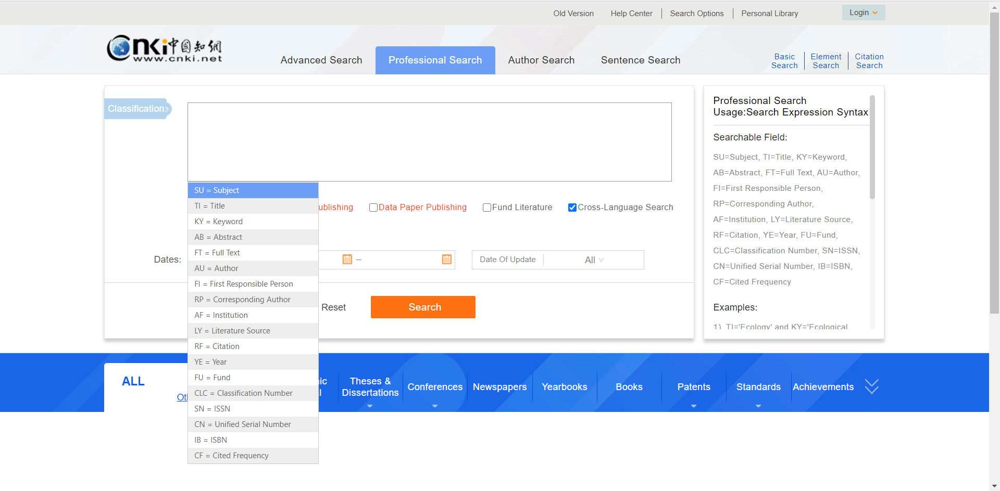 Old Version
Help Center
Search Options
Personal Library
Login
cnki中国知網
www.cnki.net
Advanced Search
Professional Search
Author Search
Sentence Search
Basic Search
Element Search
Citation Search
Classification
SU = Subject
TI = Title
KY = Keyword
AB = Abstract
FT = Full Text
AU = Author
FI = First Responsible Person
RP = Corresponding Author
AF = Institution
LY = Literature Source
RF = Citation
YE = Year
FU = Fund
CLC = Classification Number
SN = ISSN
CN = Unified Serial Number
IB = ISBN
CF = Cited Frequency
ublishing
Data Paper Publishing
Fund Literature
Cross-Language Search
Dates:
--
Date Of Update
All
Reset
Search
Professional Search
Usage:Search Expression Syntax
Searchable Field:
SU=Subject, TI=Title, KY=Keyword,
AB=Abstract, FT=Full Text, AU=Author,
FI=First Responsible Person,
RP=Corresponding Author,
AF=Institution, LY=Literature Source,
RF=Citation, YE=Year, FU=Fund,
CLC=Classification Number, SN=ISSN,
CN=Unified Serial Number, IB=ISBN,
CF=Cited Frequency
Examples:
1) TI='Ecology' and KY='Ecological
ALL
Ot
ic
l
Theses &
Dissertations
Conferences
Newspapers
Yearbooks
Books
Patents
Standards
Achievements